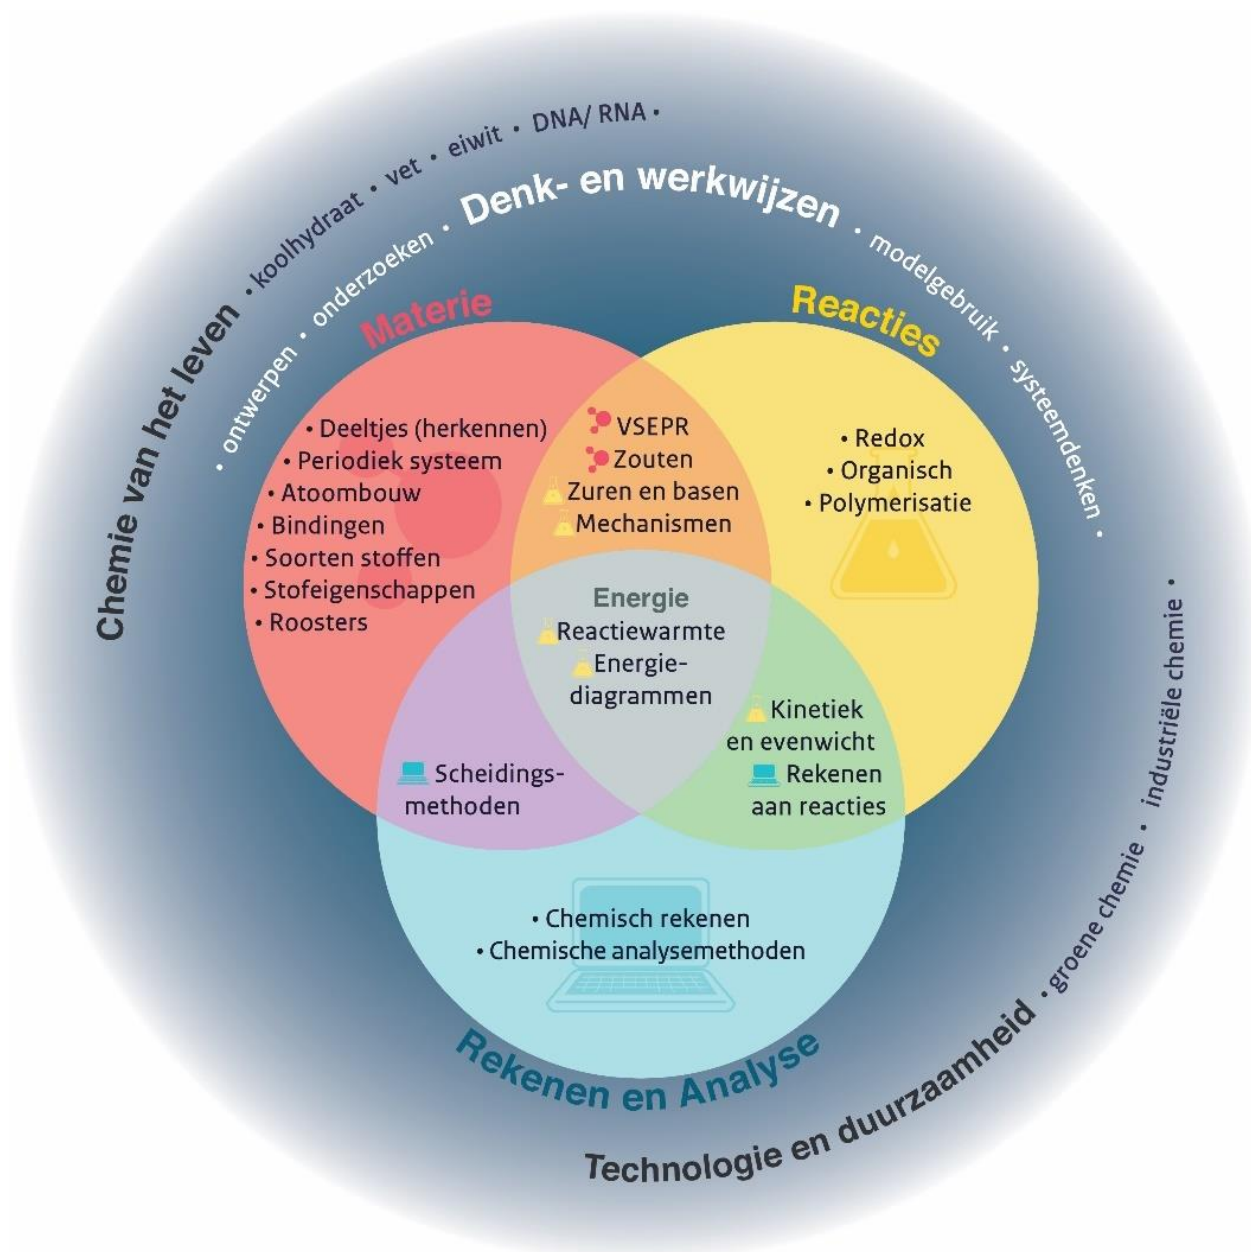 Chemie van het leven • koolhydraat • vet • eiwit • DNA/ RNA •
• ontwerpen • onderzoeken • Denk- en werkwijzen • modelgebruik • systeemdenken •
Materie
Reacties
• Deeltjes (herkennen)
• Periodiek systeem
• Atoombouw
• Bindingen
• Soorten stoffen
• Stofeigenschappen
• Roosters
VSEPR
Zouten
Zuren en basen
Mechanismen
• Redox
• Organisch
• Polymerisatie
Energie
Reactiewarmte
Energie-
diagrammen
Scheidings-
methoden
Kinetiek
en evenwicht
Rekenen
aan reacties
• Chemisch rekenen
• Chemische analysemethoden
Rekenen en Analyse
Technologie en duurzaamheid • groene chemie • industriële chemie •